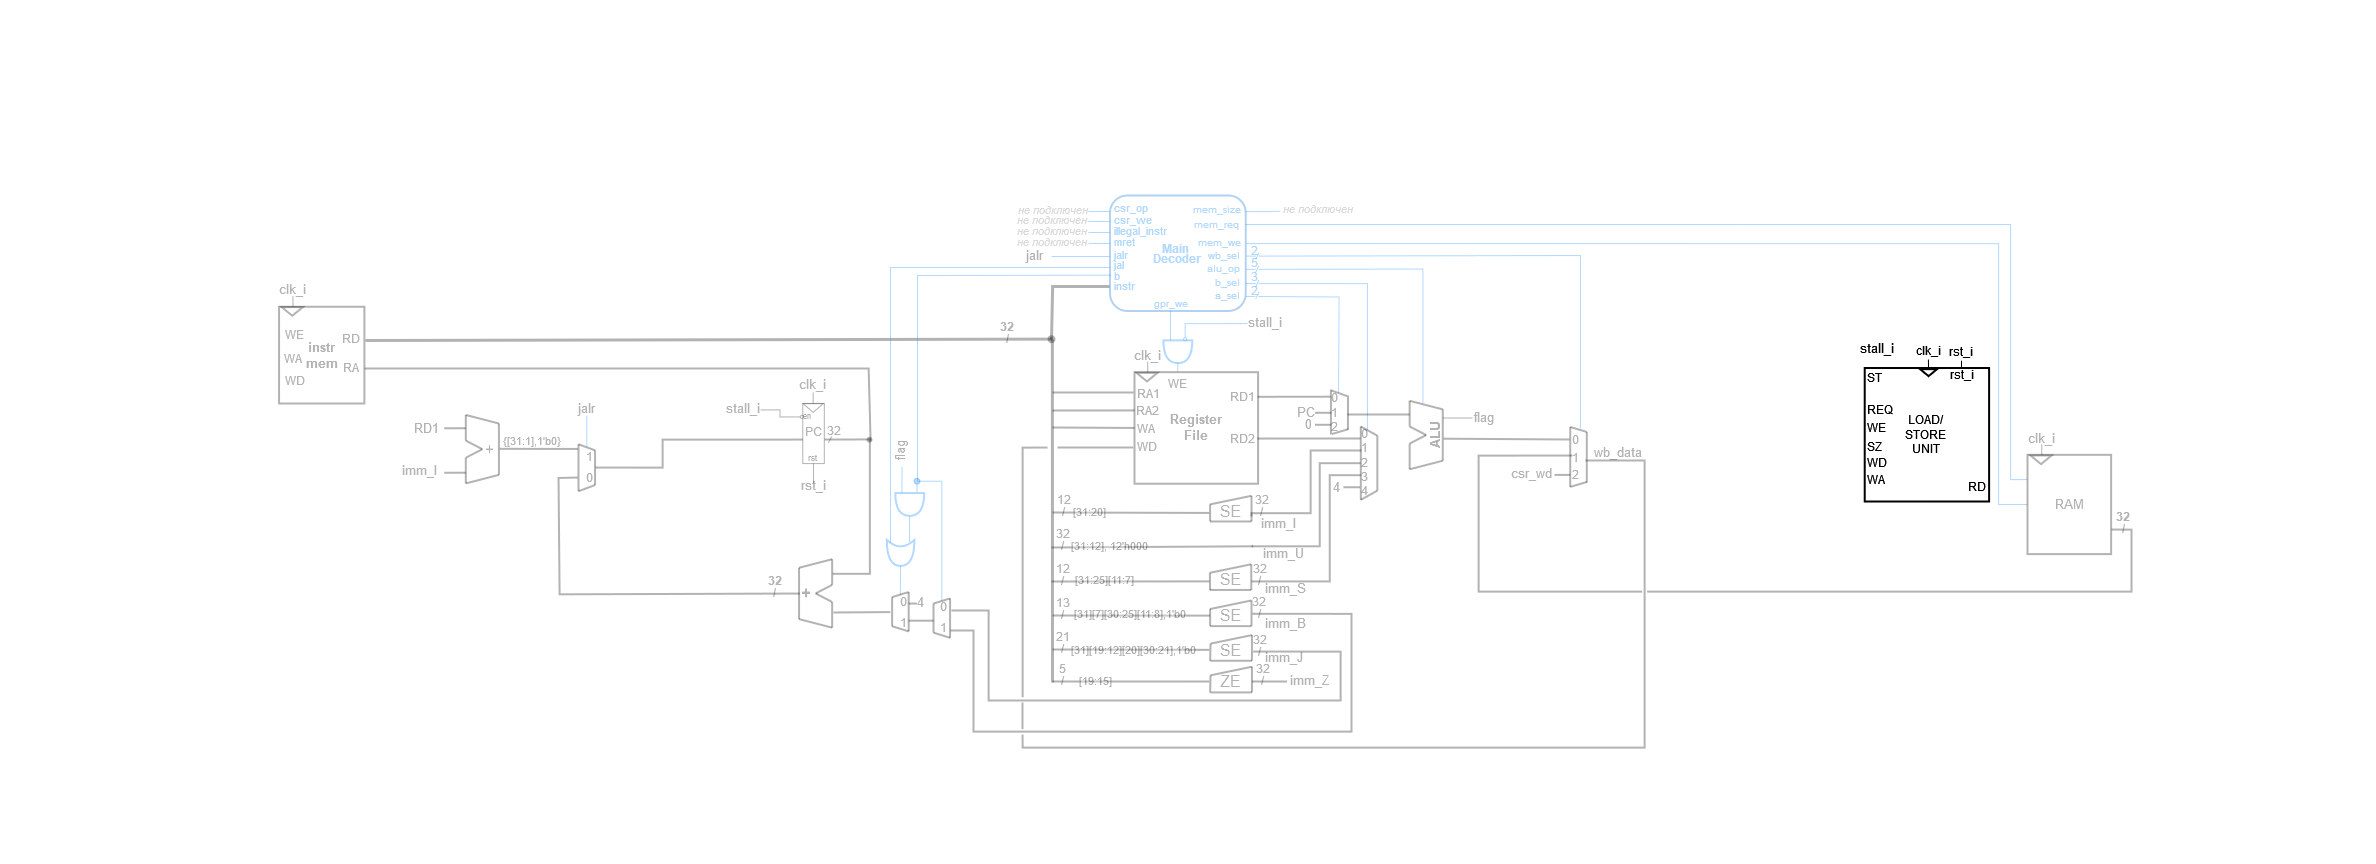 не подключен
не подключен
не подключен
не подключен
jalr
csr_op
csr_we
illegal_instr
mret
jalr
jal
b
instr
Main
Decoder
gpr_we
mem_size
mem_req
mem_we
wb_sel
alu_op
b_sel
a_sel
не подключен
2
5
3
2
stall_i
clk_i
WE
WA
WD
instr
mem
RD
RA
32
RD1
imm_I
+
{[31:1],1'b0}
jalr
1
0
stall_i
clk_i
en
PC
rst
32
rst_i
flag
32
+
0
1
4
0
1
clk_i
WE
RA1
RA2
WA
WD
Register
File
RD1
RD2
PC
0
0
1
2
0
1
2
3
4
4
ALU
flag
csr_wd
0
1
2
wb_data
12
[31:20]
SE
32
imm_I
32
[31:12], 12'h000
imm_U
12
[31:25][11:7]
SE
32
imm_S
13
[31][7][30:25][11:8],1'b0
SE
32
imm_B
21
[31][19:12][20][30:21],1'b0
SE
32
imm_J
5
[19:15]
ZE
32
imm_Z
stall_i
clk_i
rst_i
ST
rst_i
REQ
WE
SZ
WD
WA
LOAD/
STORE
UNIT
RD
clk_i
RAM
32